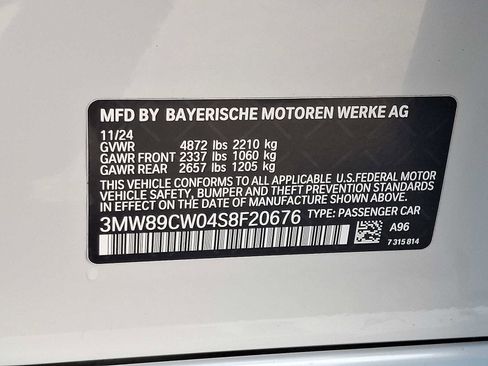 MFD BY BAYERISCHE MOTOREN WERKE AG
11/24
GVWR 4872 lbs 2210 kg
GAWR FRONT 2337 lbs 1060 kg
GAWR REAR 2657 lbs 1205 kg
THIS VEHICLE CONFORMS TO ALL APPLICABLE U.S.FEDERAL MOTOR
VEHICLE SAFETY, BUMPER AND THEFT PREVENTION STANDARDS
IN EFFECT ON THE DATE OF MANUFACTURE SHOWN ABOVE.
3MW89CW04S8F20676 TYPE: PASSENGER CAR
A96
7 315 814